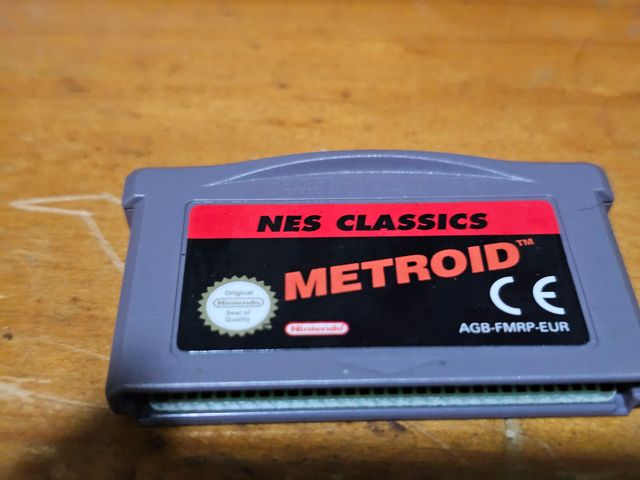 NES CLASSICS
METROID™
Original
Nintendo
Seal of
Quality
Nintendo
CE
AGB-FMRP-EUR